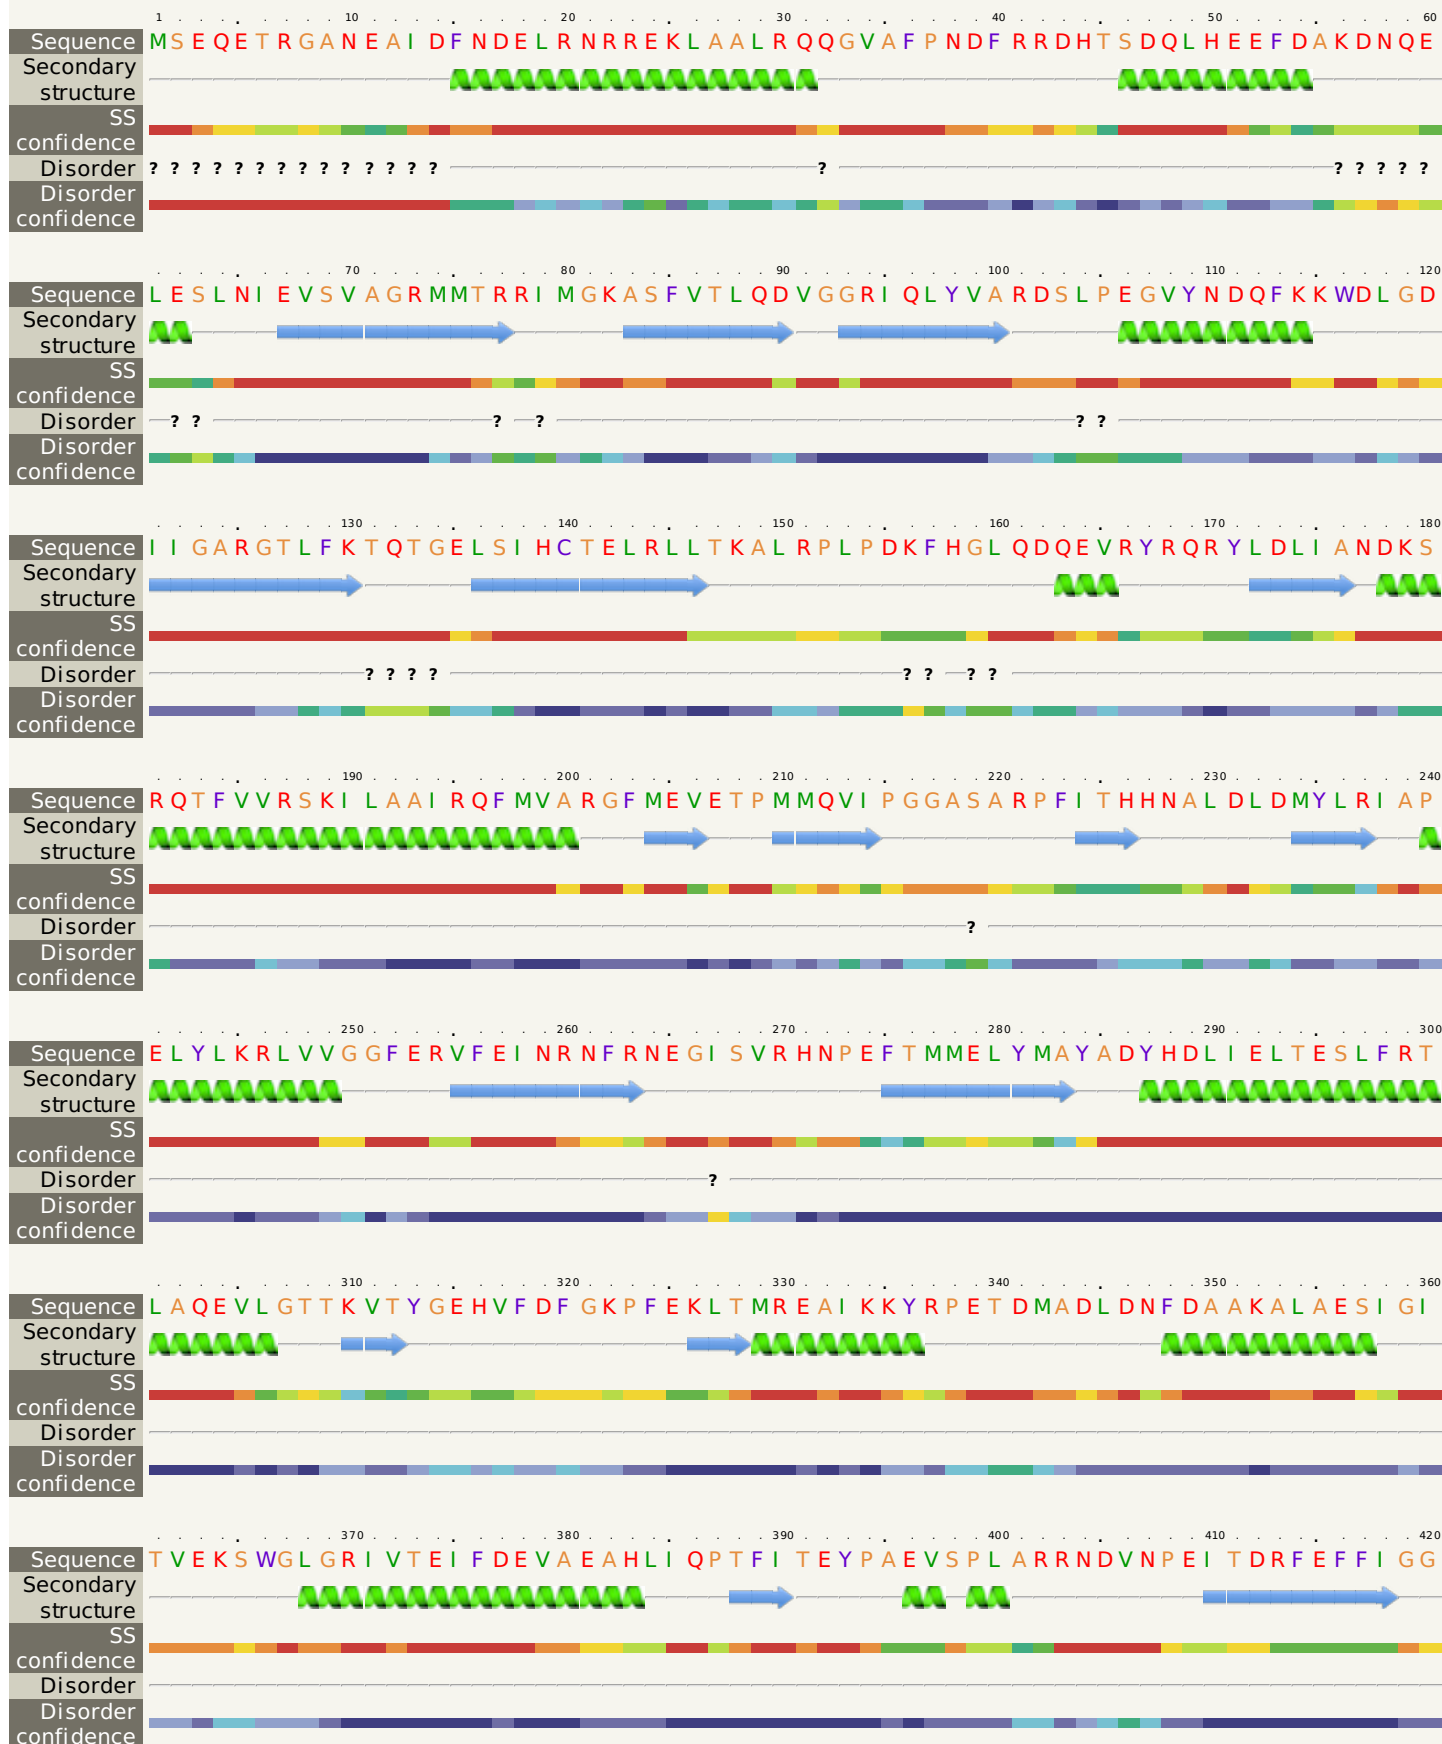 1 10 20 30 40 50 60
Sequence M S E Q E T R G A N E A I D F N D E L R N R R E K L A A L R Q Q G V A F P N D F R R D H T S D Q L H E E F D A K D N Q E
Secondary
structure
SS
confidence
Disorder ? ? ? ? ? ? ? ? ? ? ? ? ? ? ? ? ? ? ? ?
Disorder
confidence
70 80 90 100 110 120
Sequence L E S L N I E V S V A G R M M T R R I M G K A S F V T L Q D V G G R I Q L Y V A R D S L P E G V Y N D Q F K K W D L G D
Secondary
structure
SS
confidence
Disorder ? ? ? ? ? ?
Disorder
confidence
130 140 150 160 170 180
Sequence I I G A R G T L F K T Q T G E L S I H C T E L R L L T K A L R P L P D K F H G L Q D Q E V R Y R Q R Y L D L I A N D K S
Secondary
structure
SS
confidence
Disorder ? ? ? ? ? ? ? ?
Disorder
confidence
190 200 210 220 230 240
Sequence R Q T F V V R S K I L A A I R Q F M V A R G F M E V E T P M M Q V I P G G A S A R P F I T H H N A L D L D M Y L R I A P
Secondary
structure
SS
confidence
Disorder ?
Disorder
confidence
250 260 270 280 290 300
Sequence E L Y L K R L V V G G F E R V F E I N R N F R N E G I S V R H N P E F T M M E L Y M A Y A D Y H D L I E L T E S L F R T
Secondary
structure
SS
confidence
Disorder ?
Disorder
confidence
310 320 330 340 350 360
Sequence L A Q E V L G T T K V T Y G E H V F D F G K P F E K L T M R E A I K K Y R P E T D M A D L D N F D A A K A L A E S I G I
Secondary
structure
SS
confidence
Disorder
Disorder
confidence
370 380 390 400 410 420
Sequence T V E K S W G L G R I V T E I F D E V A E A H L I Q P T F I T E Y P A E V S P L A R R N D V N P E I T D R F E F F I G G
Secondary
structure
SS
confidence
Disorder
Disorder
confidence